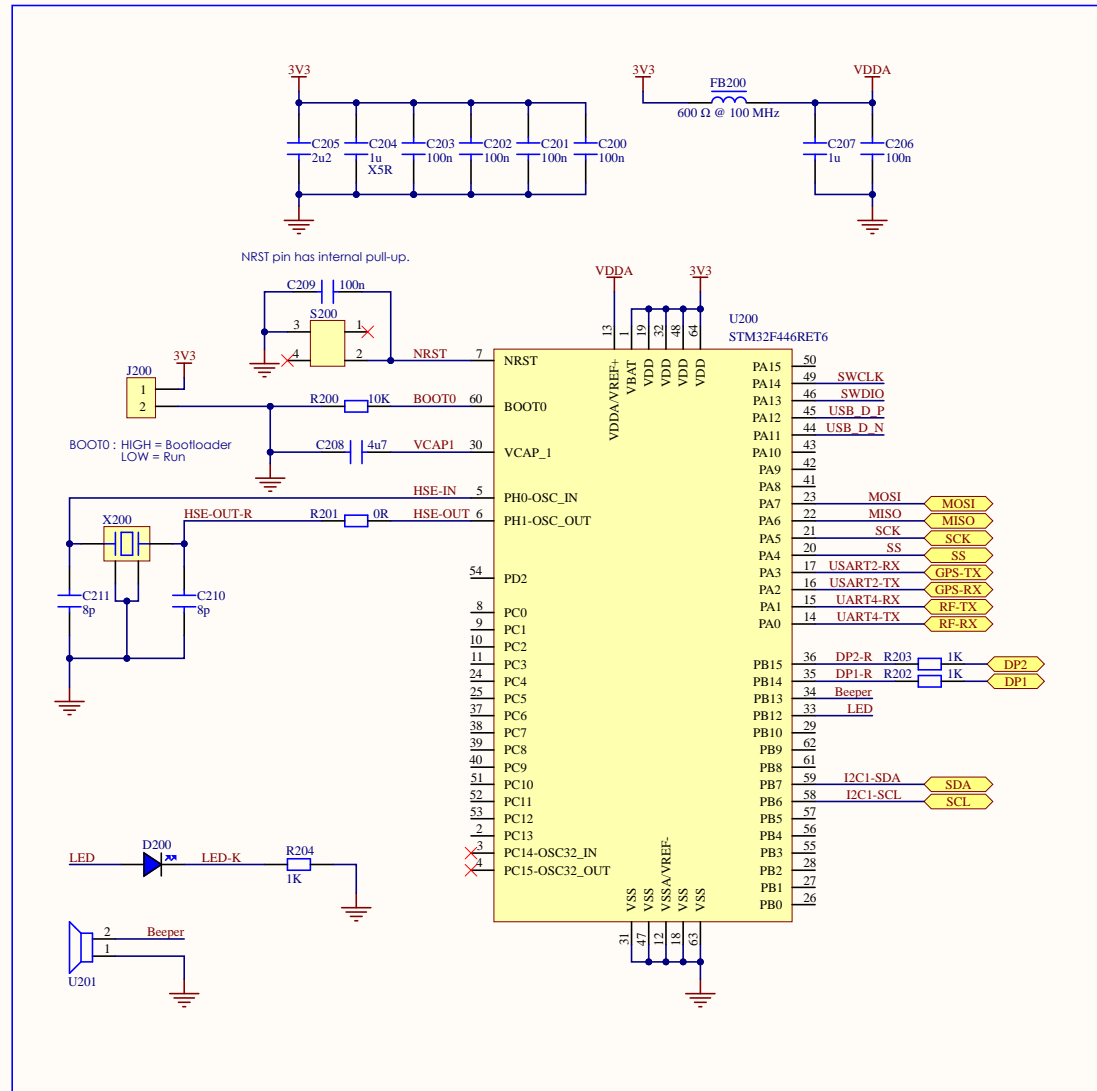 3V3
C205
2u2
C204
1u
X5R
C203
100n
C202
100n
C201
100n
C200
100n
3V3
FB200
600 Ω @ 100 MHz
VDDA
C207
1u
C206
100n
NRST pin has internal pull-up.
C209 100n
S200
3 1
4 2
NRST
3V3
J200
1
2
R200 10K BOOT0
BOOT0 : HIGH = Bootloader
LOW = Run
C208 4u7 VCAP1
HSE-IN
X200
HSE-OUT-R R201 0R HSE-OUT
C211
8p
C210
8p
VDDA
3V3
U200
STM32F446RET6
13 1 19 32 48 64
VDDA/VREF+ VBAT VDD VDD VDD VDD
7 NRST
60 BOOT0
30 VCAP_1
5 PH0-OSC_IN
6 PH1-OSC_OUT
54 PD2
8 PC0
9 PC1
10 PC2
11 PC3
24 PC4
25 PC5
37 PC6
38 PC7
39 PC8
40 PC9
51 PC10
52 PC11
53 PC12
2 PC13
3 PC14-OSC32_IN
4 PC15-OSC32_OUT
PA15 50
PA14 49 SWCLK
PA13 46 SWDIO
PA12 45 USB_D_P
PA11 44 USB_D_N
PA10 43
PA9 42
PA8 41
PA7 23 MOSI MOSI
PA6 22 MISO MISO
PA5 21 SCK SCK
PA4 20 SS SS
PA3 17 USART2-RX GPS-TX
PA2 16 USART2-TX GPS-RX
PA1 15 UART4-RX RF-TX
PA0 14 UART4-TX RF-RX
PB15 36 DP2-R R203 1K DP2
PB14 35 DP1-R R202 1K DP1
PB13 34 Beeper
PB12 33 LED
PB10 29
PB9 62
PB8 61
PB7 59 I2C1-SDA SDA
PB6 58 I2C1-SCL SCL
PB5 57
PB4 56
PB3 55
PB2 28
PB1 27
PB0 26
VSS VSS VSSA/VREF- VSS VSS
31 47 12 18 63
LED D200 LED-K R204
1K
2 Beeper
1
U201